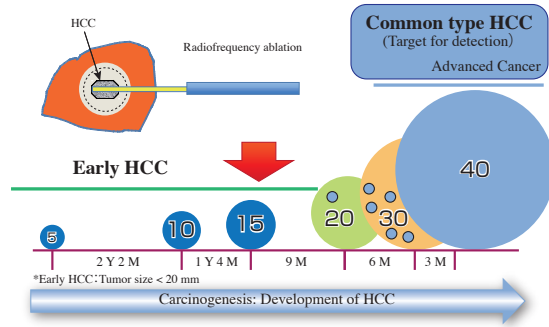 HCC
Radiofrequency ablation
Common type HCC
(Target for detection)
Advanced Cancer
Early HCC
5
10
15
20
30
40
2 Y 2 M
1 Y 4 M
9 M
6 M
3 M
*Early HCC:Tumor size < 20 mm
Carcinogenesis: Development of HCC